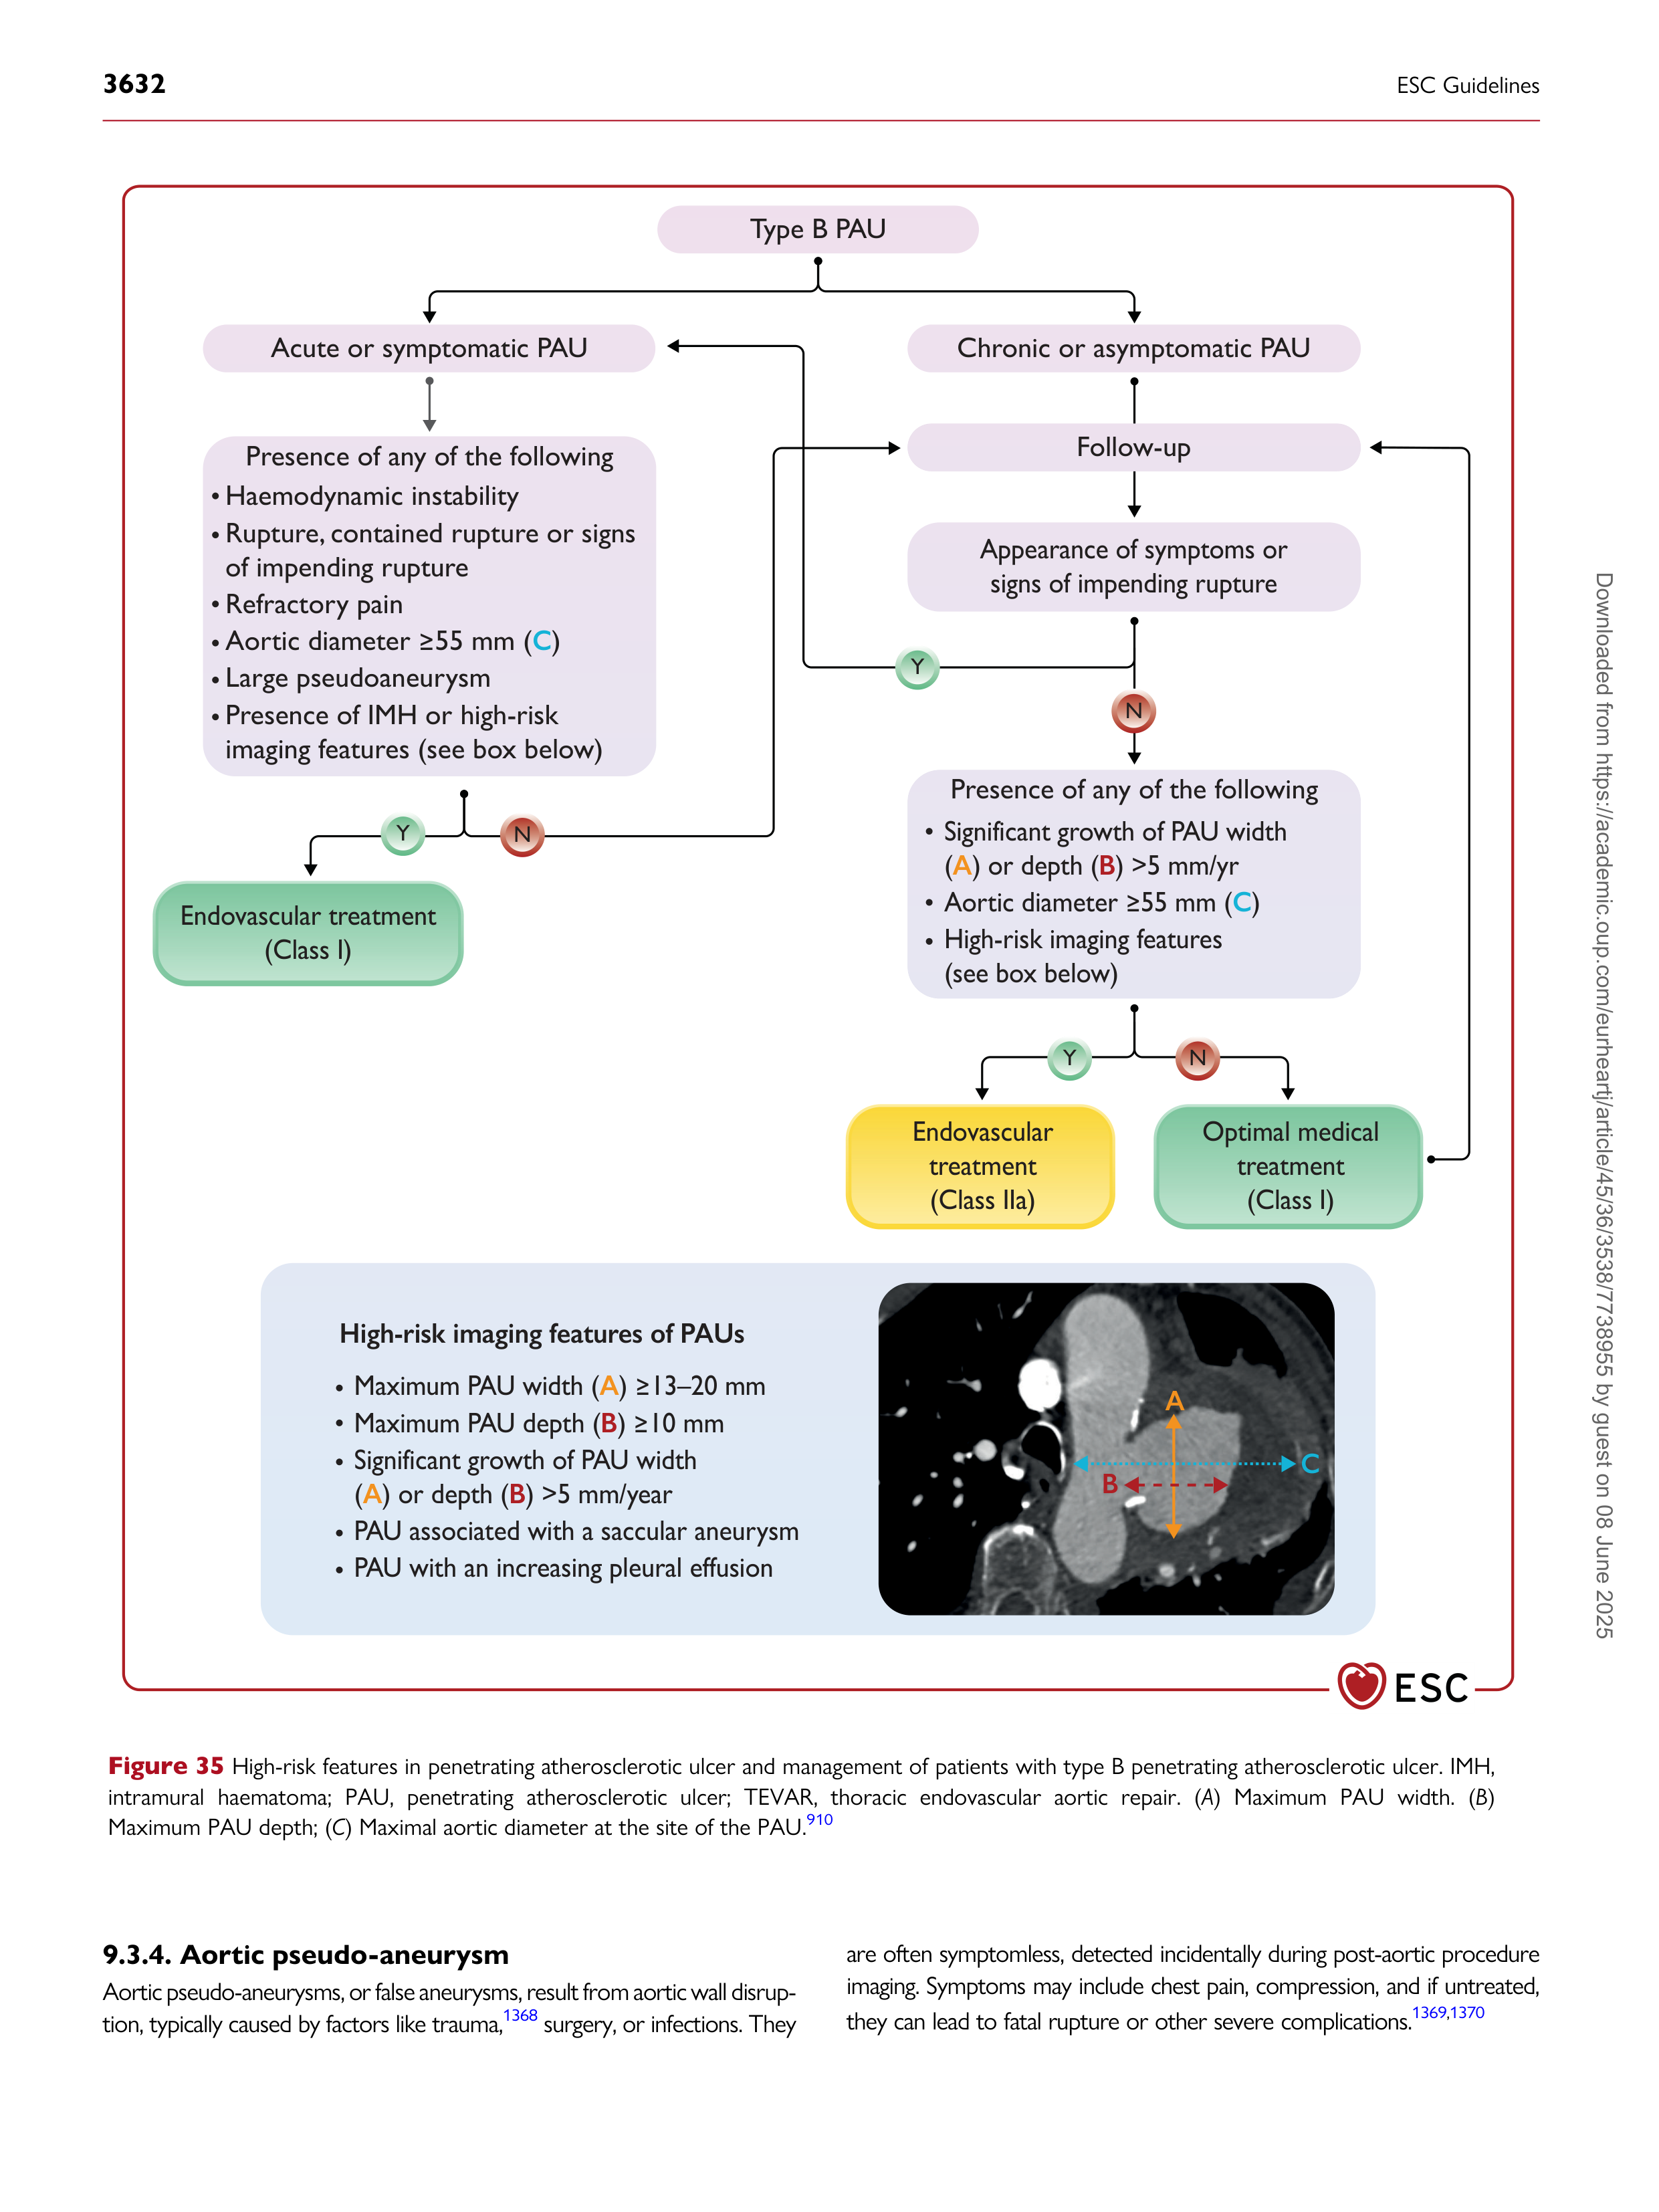 3632
ESC Guidelines
Type B PAU
Acute or symptomatic PAU
Chronic or asymptomatic PAU
Presence of any of the following
• Haemodynamic instability
• Rupture, contained rupture or signs
of impending rupture
• Refractory pain
• Aortic diameter ≥55 mm (C)
• Large pseudoaneurysm
• Presence of IMH or high-risk
imaging features (see box below)
Y
N
Endovascular treatment
(Class I)
Follow-up
Appearance of symptoms or
signs of impending rupture
Y
N
Presence of any of the following
• Significant growth of PAU width
(A) or depth (B) >5 mm/yr
• Aortic diameter ≥55 mm (C)
• High-risk imaging features
(see box below)
Y
N
Endovascular
treatment
(Class IIa)
Optimal medical
treatment
(Class I)
High-risk imaging features of PAUs
• Maximum PAU width (A) ≥13–20 mm
• Maximum PAU depth (B) ≥10 mm
• Significant growth of PAU width
(A) or depth (B) >5 mm/year
• PAU associated with a saccular aneurysm
• PAU with an increasing pleural effusion
A
B
C
ESC
Figure 35 High-risk features in penetrating atherosclerotic ulcer and management of patients with type B penetrating atherosclerotic ulcer. IMH,
intramural haematoma; PAU, penetrating atherosclerotic ulcer; TEVAR, thoracic endovascular aortic repair. (A) Maximum PAU width. (B)
Maximum PAU depth; (C) Maximal aortic diameter at the site of the PAU.910
9.3.4. Aortic pseudo-aneurysm
Aortic pseudo-aneurysms, or false aneurysms, result from aortic wall disrup-
tion, typically caused by factors like trauma,1368 surgery, or infections. They
are often symptomless, detected incidentally during post-aortic procedure
imaging. Symptoms may include chest pain, compression, and if untreated,
they can lead to fatal rupture or other severe complications.1369,1370
Downloaded from https://academic.oup.com/eurheartj/article/45/36/3538/7738955 by guest on 08 June 2025